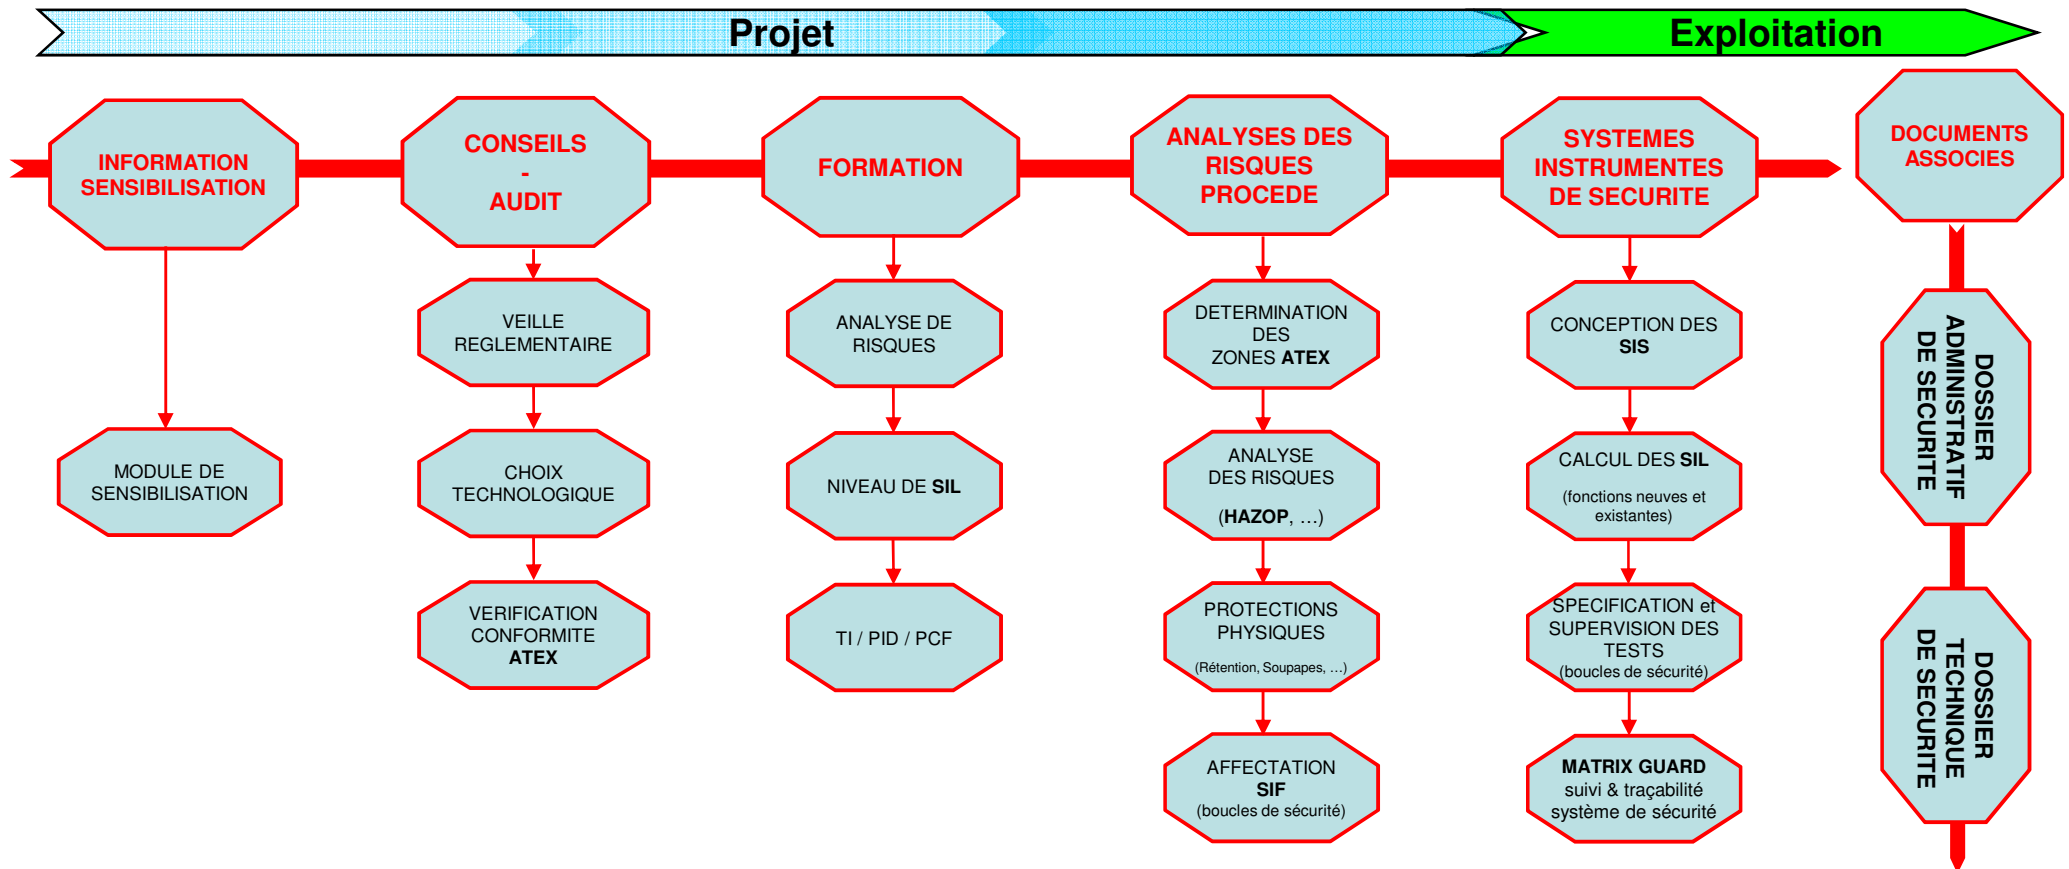 Projet
Exploitation
INFORMATION
SENSIBILISATION
MODULE DE
SENSIBILISATION
CONSEILS
-
AUDIT
VEILLE
REGLEMENTAIRE
CHOIX
TECHNOLOGIQUE
VERIFICATION
CONFORMITE
ATEX
FORMATION
ANALYSE DE
RISQUES
NIVEAU DE SIL
TI / PID / PCF
ANALYSES DES
RISQUES
PROCEDE
DETERMINATION
DES
ZONES ATEX
ANALYSE
DES RISQUES
(HAZOP, …)
PROTECTIONS
PHYSIQUES
(Rétention, Soupapes, …)
AFFECTATION
SIF
(boucles de sécurité)
SYSTEMES
INSTRUMENTES
DE SECURITE
CONCEPTION DES
SIS
CALCUL DES SIL
(fonctions neuves et
existantes)
SPECIFICATION et
SUPERVISION DES
TESTS
(boucles de sécurité)
MATRIX GUARD
suivi & traçabilité
système de sécurité
DOCUMENTS
ASSOCIES
DOSSIER
ADMINISTRATIF
DE SECURITE
DOSSIER
TECHNIQUE
DE SECURITE